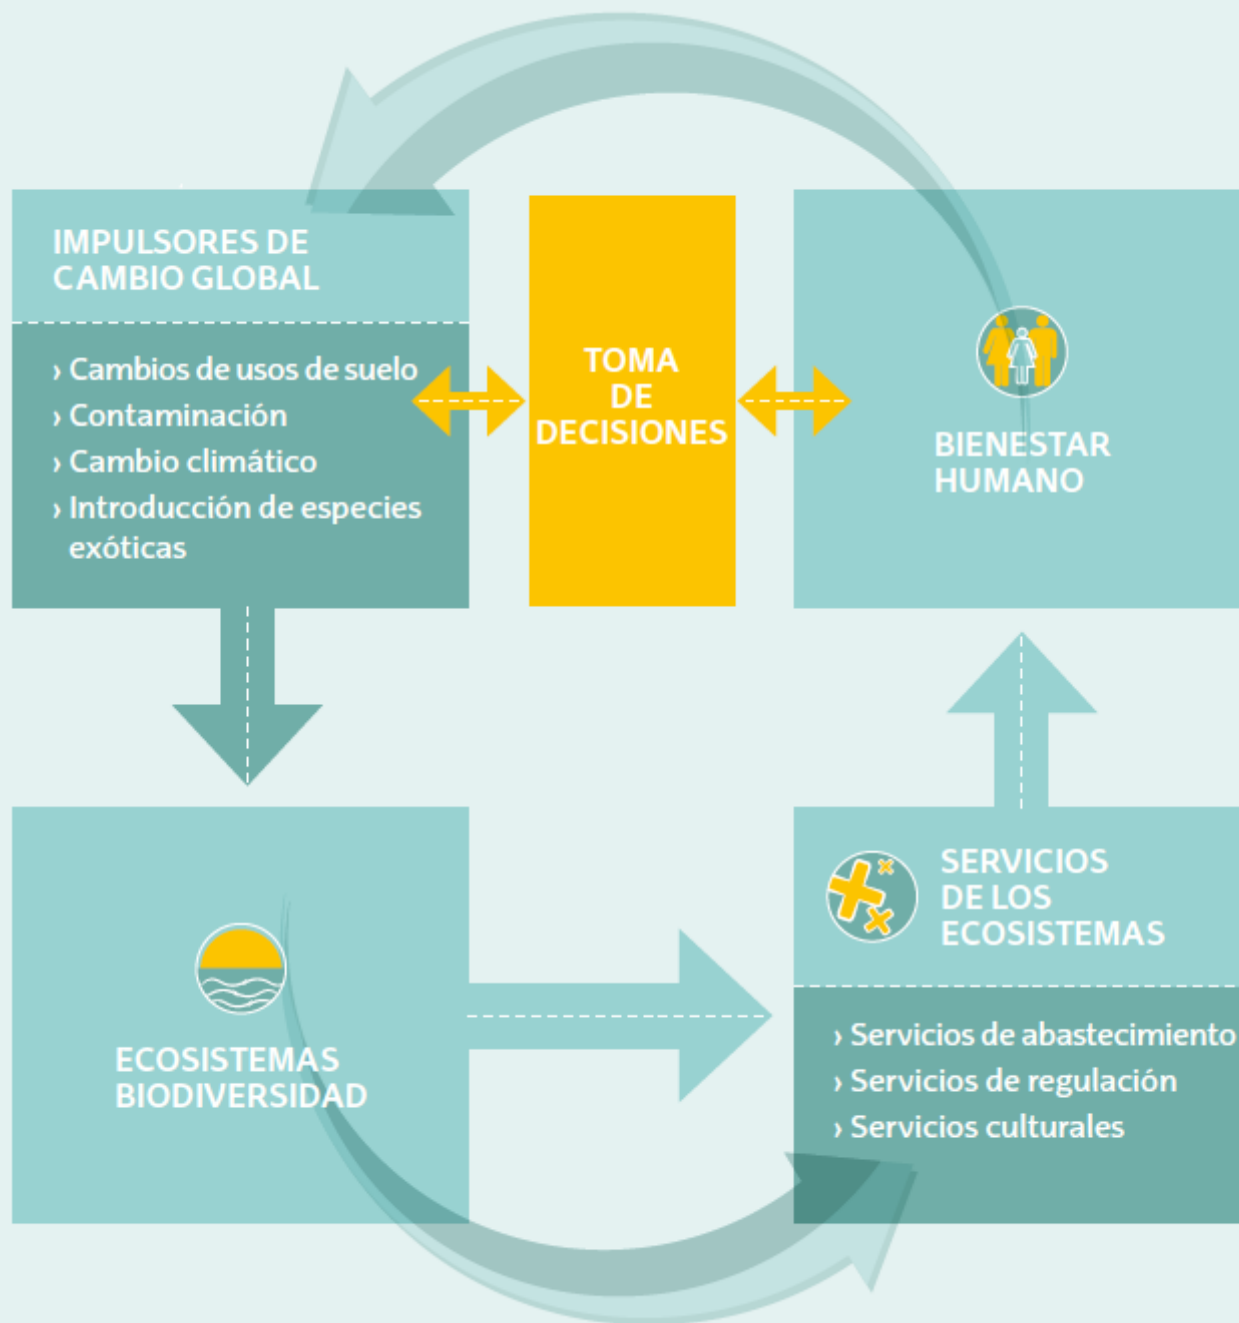 IMPULSORES DE
CAMBIO GLOBAL
› Cambios de usos de suelo
› Contaminación
› Cambio climático
› Introducción de especies
exóticas
TOMA
DE
DECISIONES
BIENESTAR
HUMANO
ECOSISTEMAS
BIODIVERSIDAD
SERVICIOS
DE LOS
ECOSISTEMAS
› Servicios de abastecimiento
› Servicios de regulación
› Servicios culturales